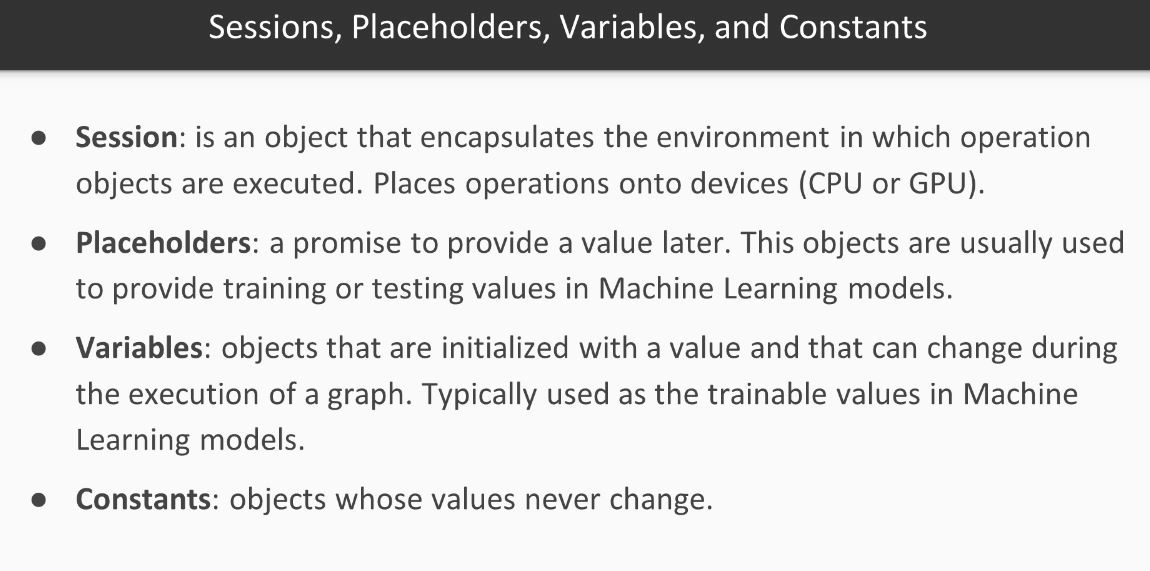 Sessions, Placeholders, Variables, and Constants
● Session: is an object that encapsulates the environment in which operation
objects are executed. Places operations onto devices (CPU or GPU).
● Placeholders: a promise to provide a value later. This objects are usually used
to provide training or testing values in Machine Learning models.
● Variables: objects that are initialized with a value and that can change during
the execution of a graph. Typically used as the trainable values in Machine
Learning models.
● Constants: objects whose values never change.